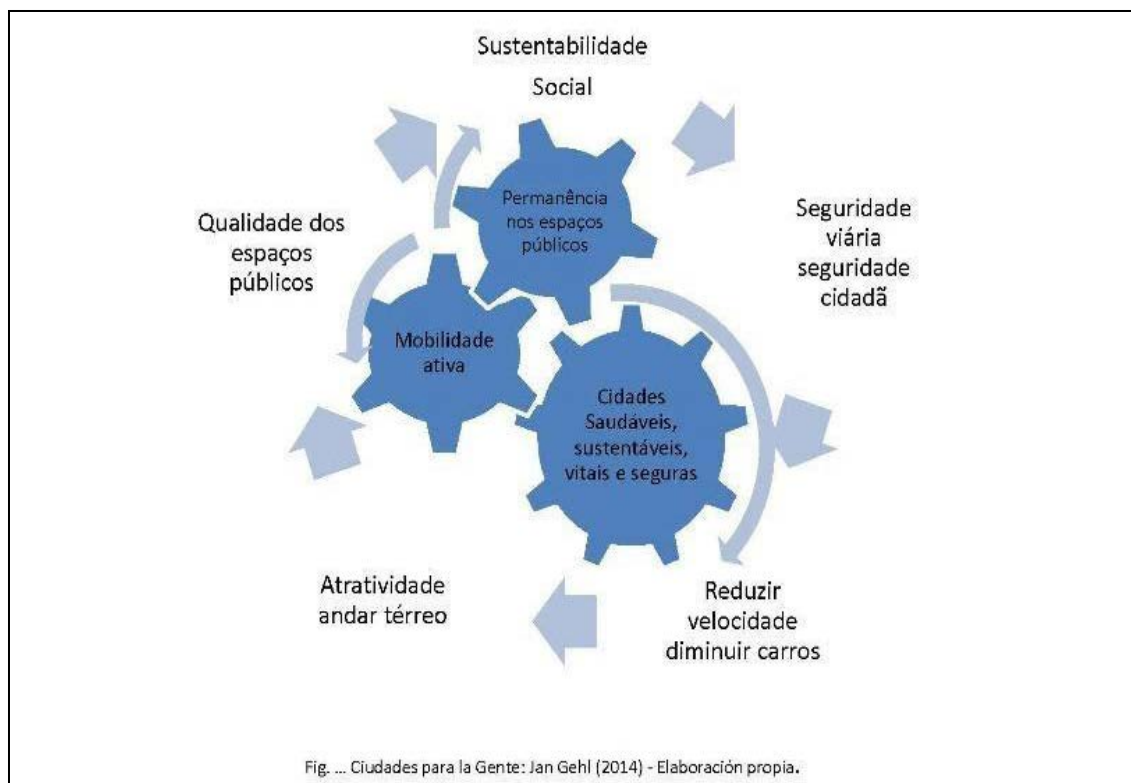 Sustentabilidade
Social
Permanência
nos espaços
públicos
Qualidade dos
espaços
públicos
Seguridade
viária
seguridade
cidadã
Mobilidade
ativa
Cidades
Saudáveis,
sustentáveis,
vitais e seguras
Atratividade
andar térreo
Reduzir
velocidade
diminuir carros
Fig. ... Ciudades para la Gente: Jan Gehl (2014) - Elaboración propia.